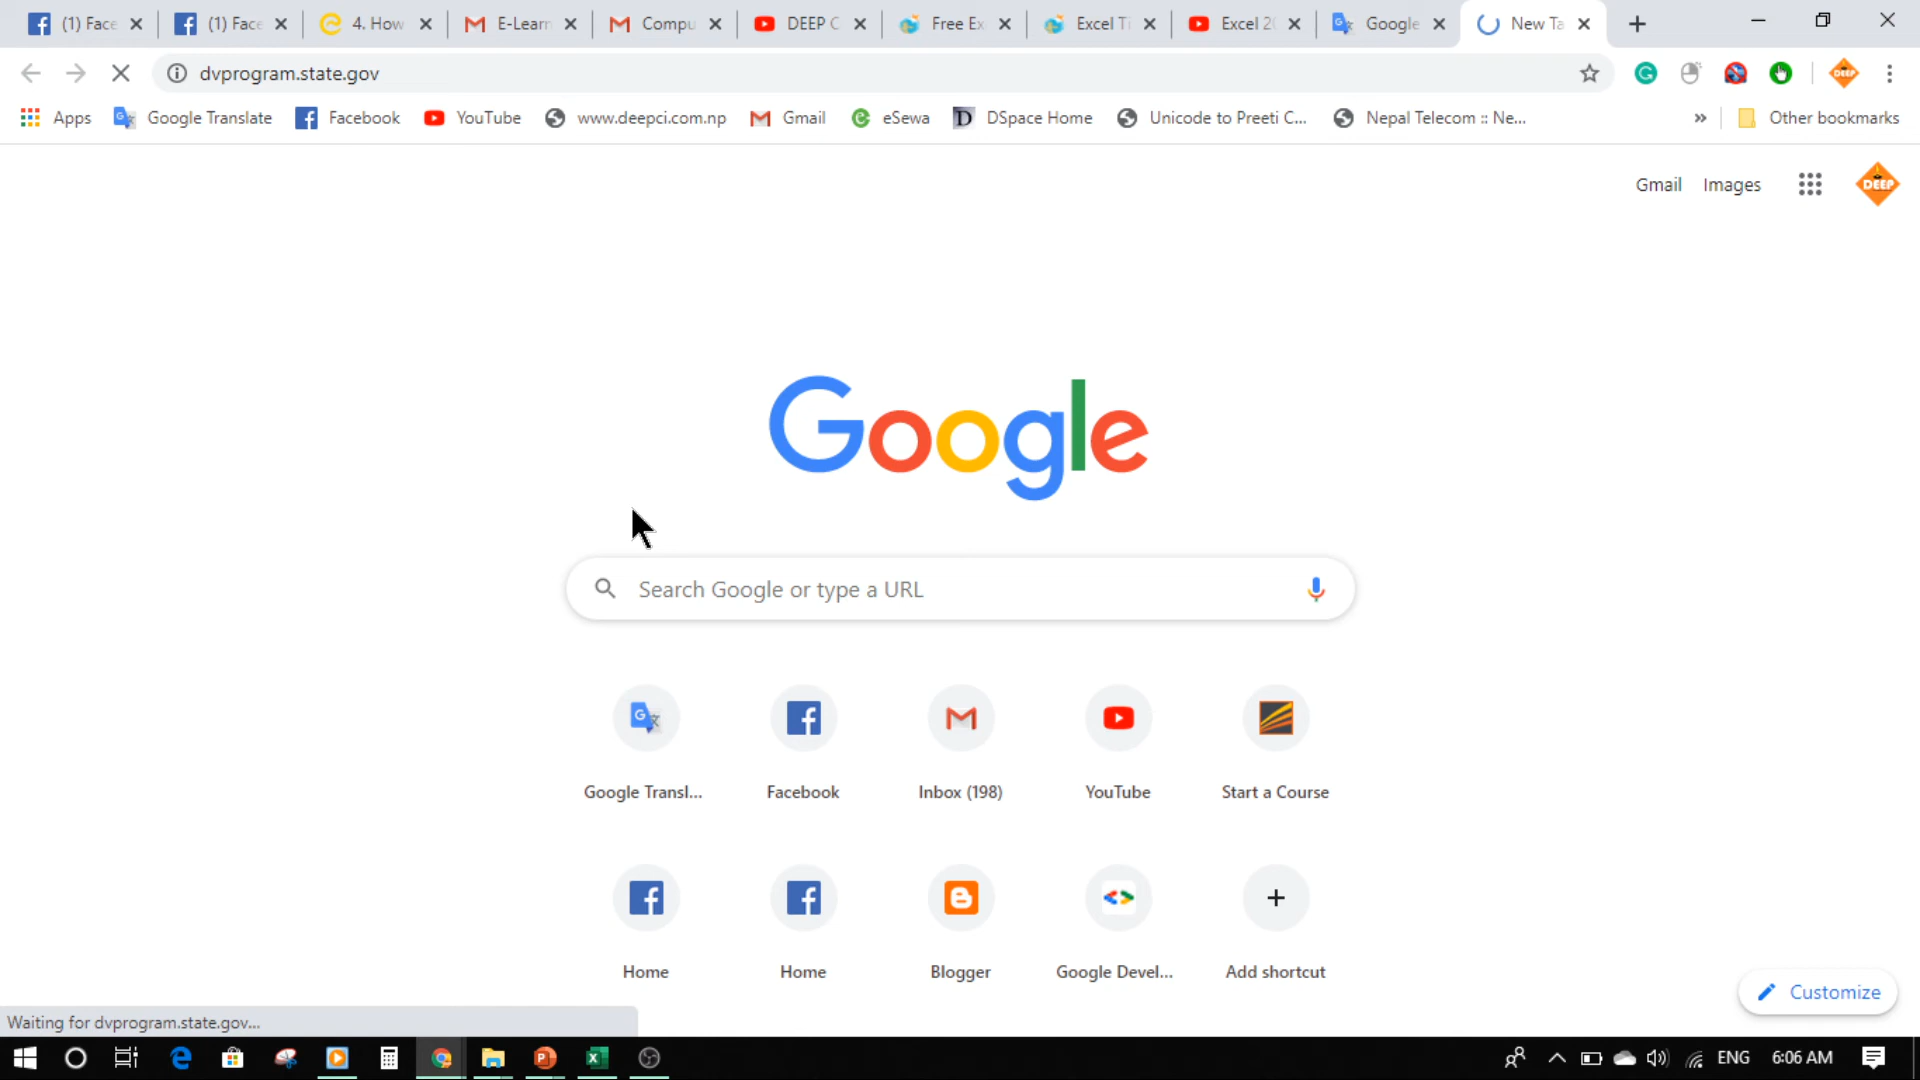 (1) Face
(1) Face
4. How
E-Learn
Compu
DEEP C
Free Ex
Excel Ti
Excel 20
Google
New Ta
dvprogram.state.gov
Apps
Google Translate
Facebook
YouTube
www.deepci.com.np
Gmail
eSewa
DSpace Home
Unicode to Preeti C...
Nepal Telecom :: Ne...
»
Other bookmarks
Gmail
Images
DEEP
Google
Search Google or type a URL
Google Transl...
Facebook
Inbox (198)
YouTube
Start a Course
Home
Home
Blogger
Google Devel...
Add shortcut
Customize
Waiting for dvprogram.state.gov...
ENG
6:06 AM